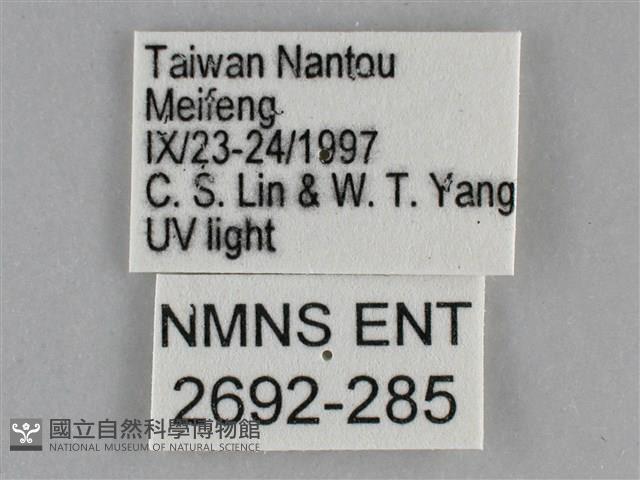 Taiwan Nantou
Meifeng
IX/23-24/1997
C. S. Lin & W. T. Yang
UV light
NMNS ENT
2692-285
國立自然科學博物館
NATIONAL MUSEUM OF NATURAL SCIENCE